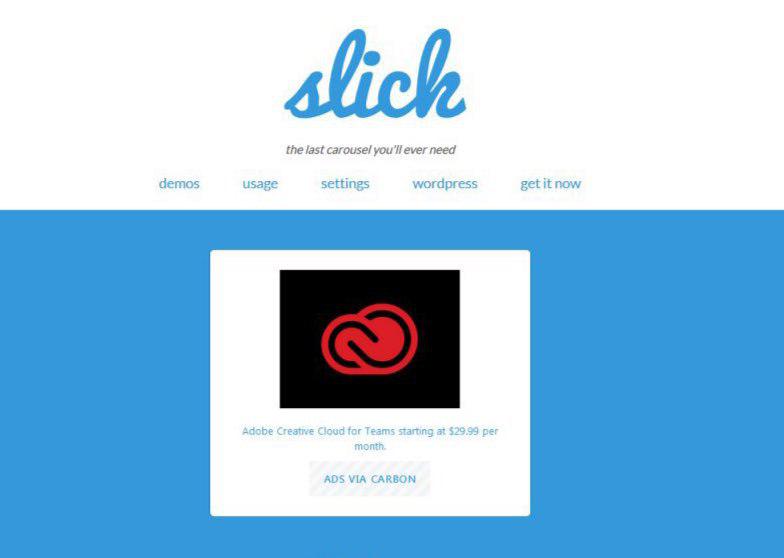 slick
the last carousel you'll ever need
demos usage settings wordpress get it now
Adobe Creative Cloud for Teams starting at $29.99 per
month.
ADS VIA CARBON